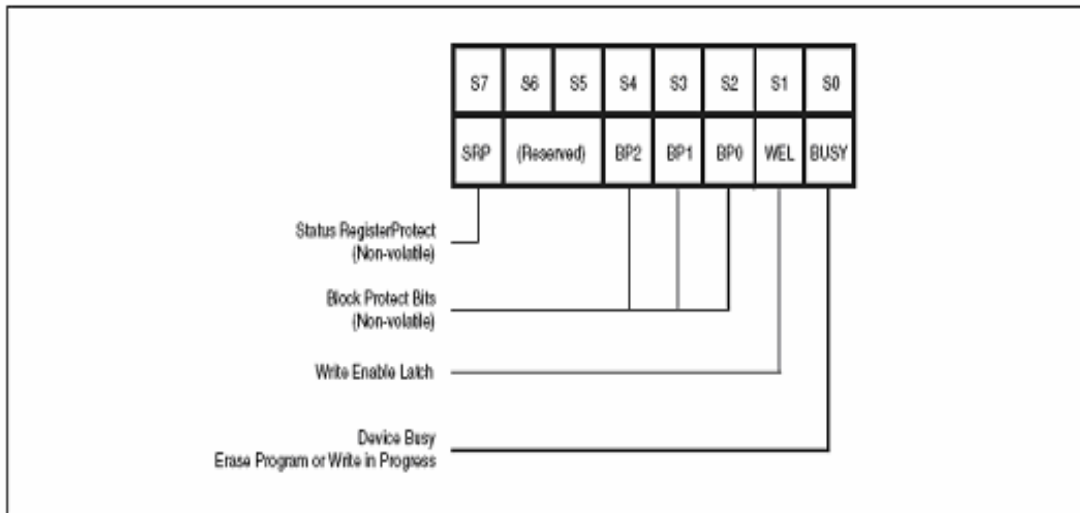 S7 S6 S5 S4 S3 S2 S1 S0
SRP (Reserved) BP2 BP1 BP0 WEL BUSY
Status RegisterProtect
(Non-volatile)
Block Protect Bits
(Non-volatile)
Write Enable Latch
Device Busy
Erase Program or Write in Progress